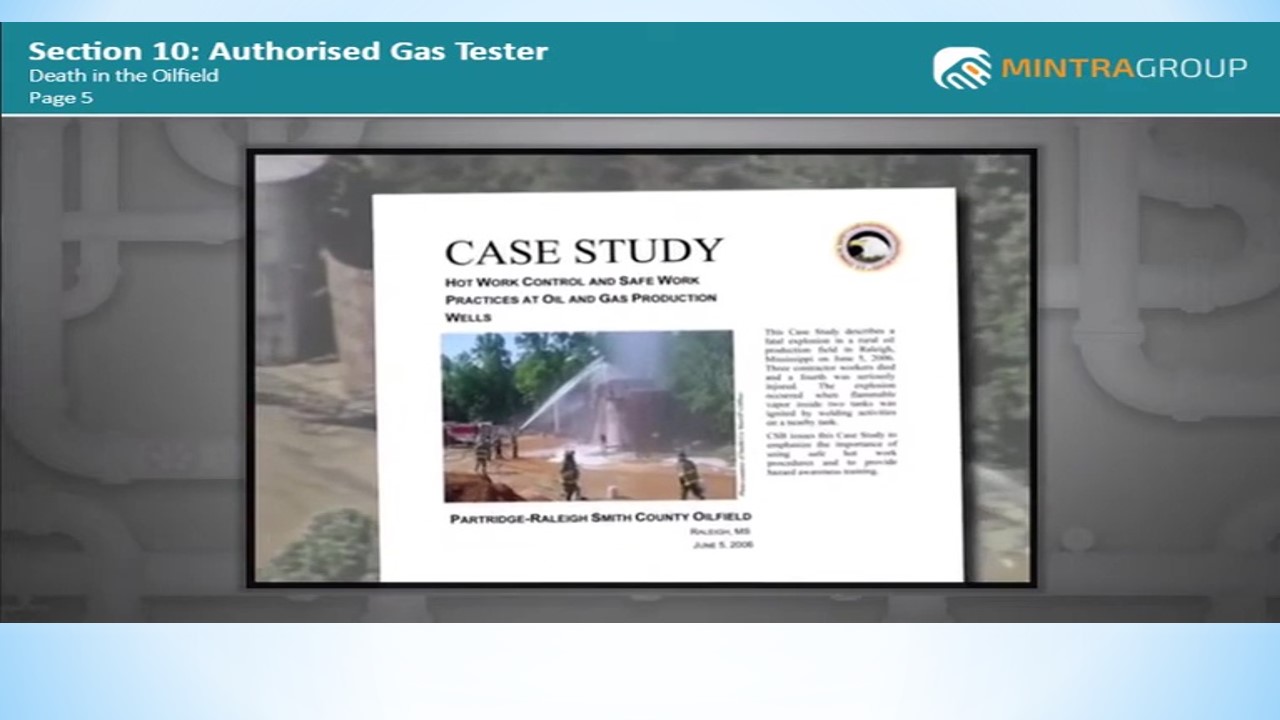 Section 10: Authorised Gas Tester
Death in the Oilfield
Page 5
MINTRAGROUP
CASE STUDY
HOT WORK CONTROL AND SAFE WORK
PRACTICES AT OIL AND GAS PRODUCTION
WELLS
This Case Study describes a
fatal explosion in a rural oil
production field in Raleigh,
Mississippi on June 5, 2006.
Three contractor workers died
and a fourth was seriously
injured. The explosion
occurred when flammable
vapor inside two tanks was
ignited by welding activities
on a nearby tank.
CSB issues this Case Study to
emphasize the importance of
using safe hot work
procedures and to provide
hazard awareness training.
PARTRIDGE-RALEIGH SMITH COUNTY OILFIELD
RALEIGH, MS
JUNE 5, 2006